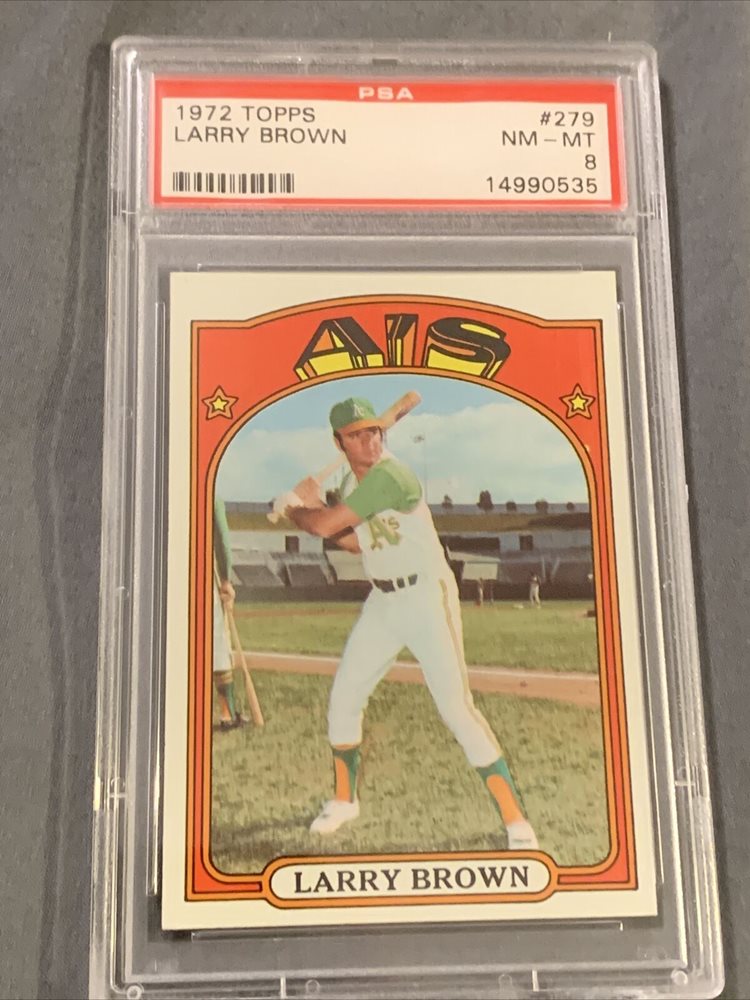 PSA
1972 TOPPS
#279
LARRY BROWN
NM - MT
8
14990535
A'S
A's
LARRY BROWN